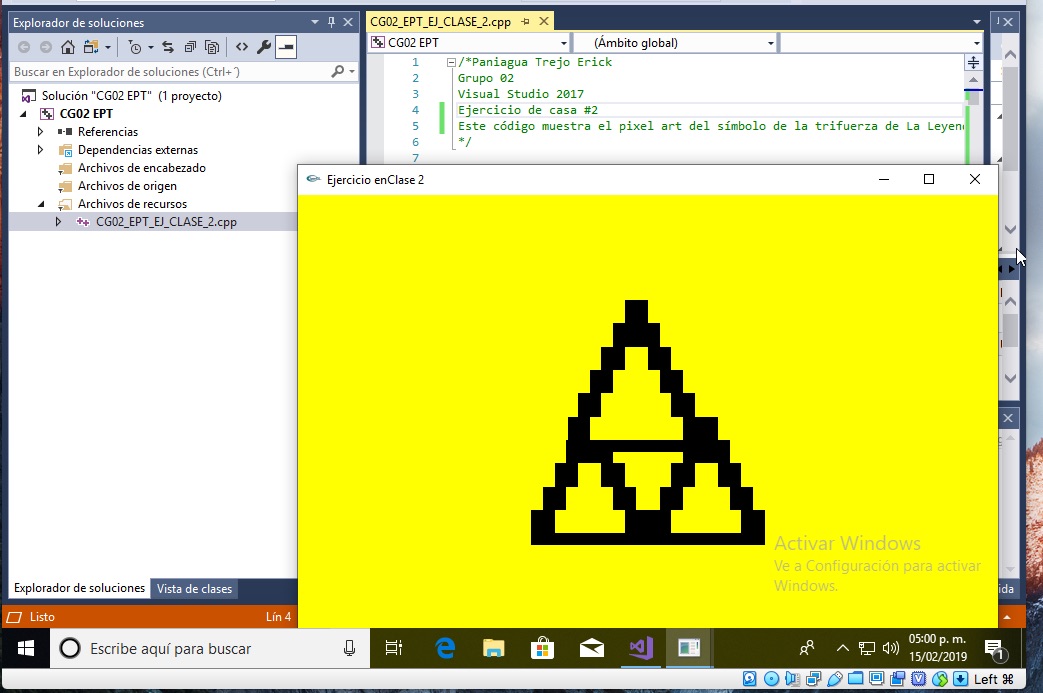 Explorador de soluciones
CG02_EPT_EJ_CLASE_2.cpp
CG02 EPT
(Ámbito global)
Buscar en Explorador de soluciones (Ctrl+´)
Solución "CG02 EPT" (1 proyecto)
CG02 EPT
Referencias
Dependencias externas
Archivos de encabezado
Archivos de origen
Archivos de recursos
CG02_EPT_EJ_CLASE_2.cpp
1 /*Paniagua Trejo Erick
2 Grupo 02
3 Visual Studio 2017
4 Ejercicio de casa #2
5 Este código muestra el pixel art del símbolo de la trifuerza de La Leyen
6 */
7
Ejercicio enClase 2
Activar Windows
Ve a Configuración para activar
Windows.
Explorador de soluciones
Vista de clases
ida
Listo
Lín 4
Escribe aquí para buscar
05:00 p. m.
15/02/2019
1
Left ⌘